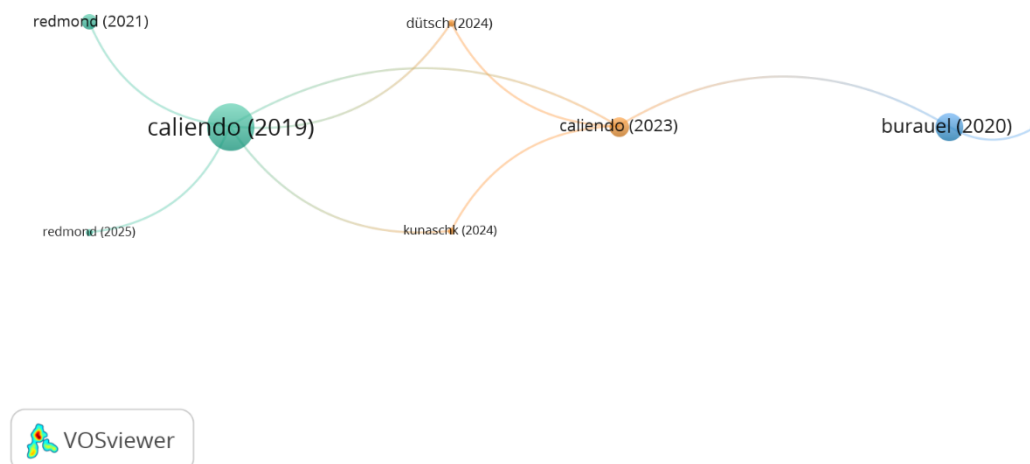 redmond (2021)
dütsch (2024)
caliendo (2019)
caliendo (2023)
burauel (2020)
redmond (2025)
kunaschk (2024)
VOSviewer